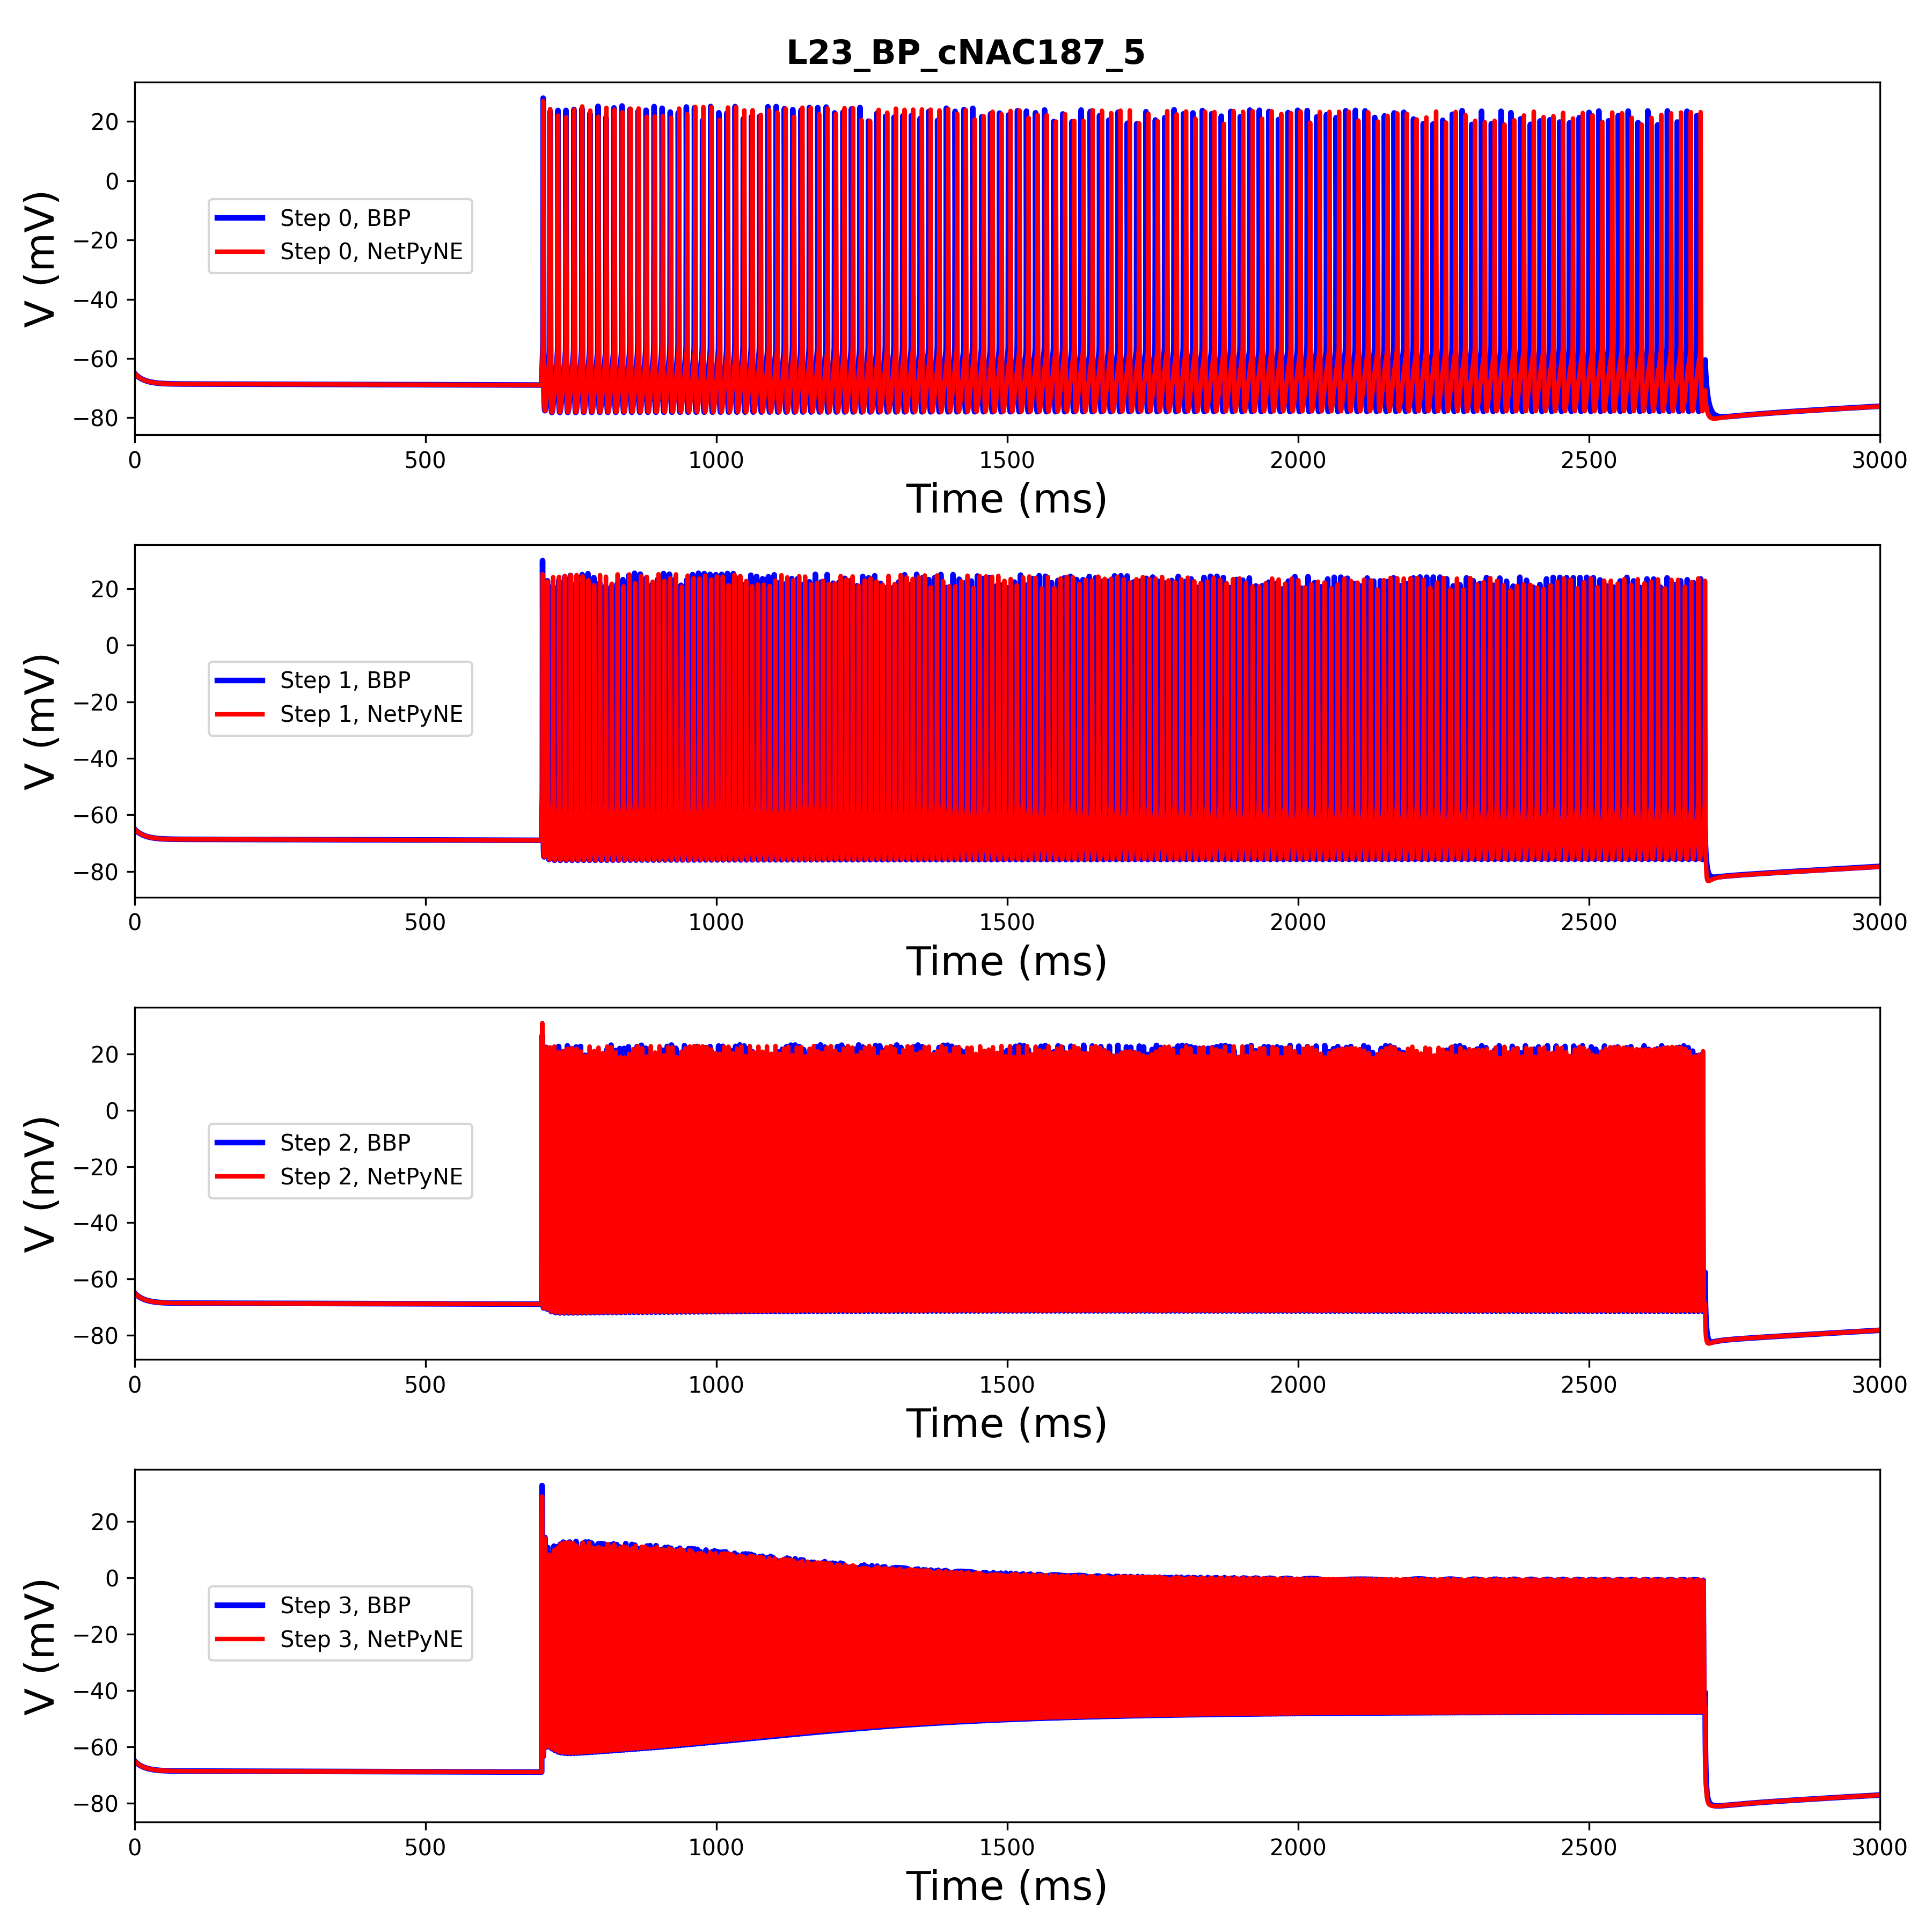 L23_BP_cNAC187_5
V (mV)
20
0
−20
−40
−60
−80
Step 0, BBP
Step 0, NetPyNE
0 500 1000 1500 2000 2500 3000
Time (ms)
V (mV)
20
0
−20
−40
−60
−80
Step 1, BBP
Step 1, NetPyNE
0 500 1000 1500 2000 2500 3000
Time (ms)
V (mV)
20
0
−20
−40
−60
−80
Step 2, BBP
Step 2, NetPyNE
0 500 1000 1500 2000 2500 3000
Time (ms)
V (mV)
20
0
−20
−40
−60
−80
Step 3, BBP
Step 3, NetPyNE
0 500 1000 1500 2000 2500 3000
Time (ms)